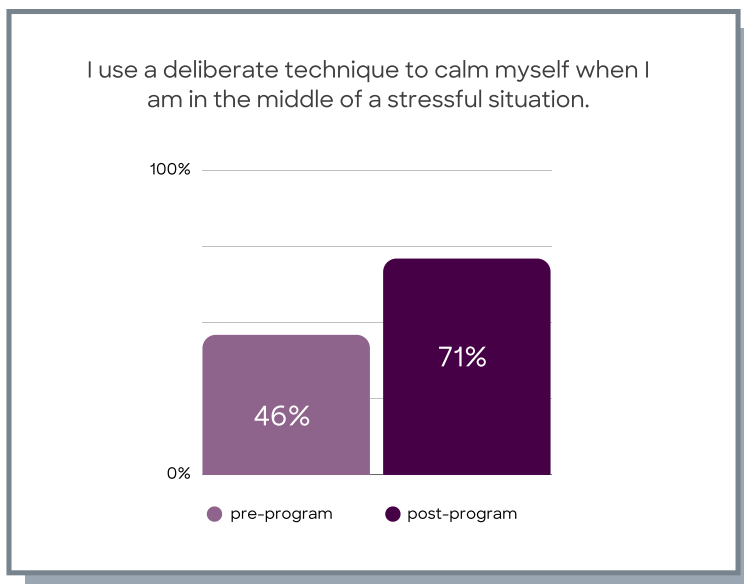 I use a deliberate technique to calm myself when I
am in the middle of a stressful situation.
100%
71%
46%
0%
pre-program
post-program